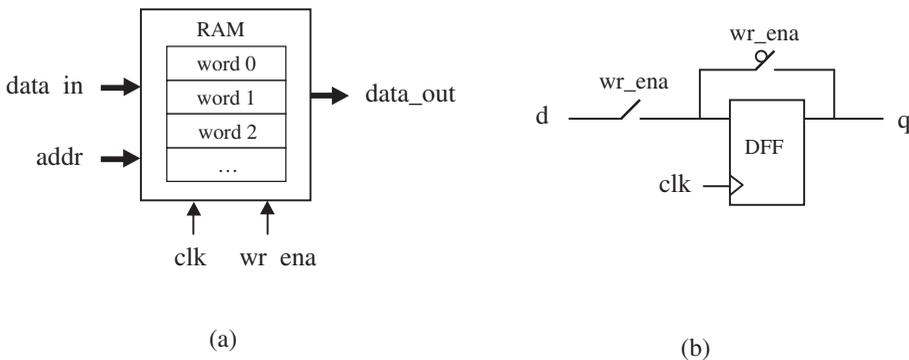 RAM
word 0
word 1
word 2
...
data in
addr
data_out
clk
wr ena
(a)
wr_ena
wr_ena
d
DFF
clk
q
(b)